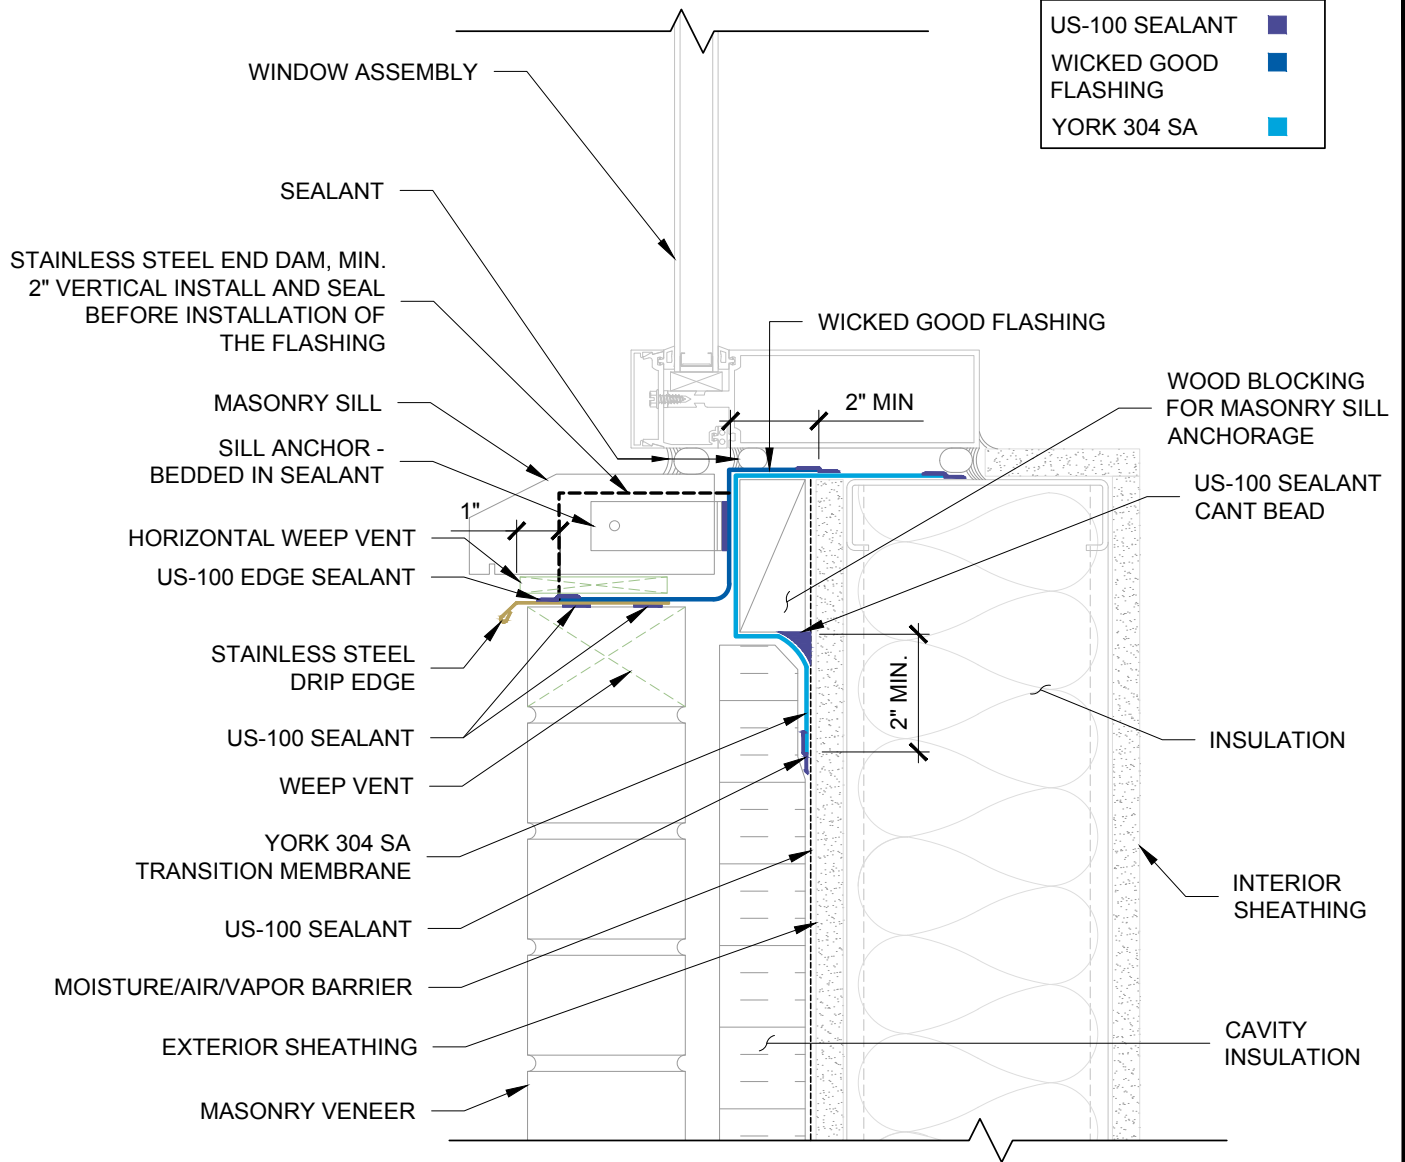 US-100 SEALANT
WICKED GOOD
FLASHING
YORK 304 SA
WINDOW ASSEMBLY
SEALANT
STAINLESS STEEL END DAM, MIN.
2" VERTICAL INSTALL AND SEAL
BEFORE INSTALLATION OF
THE FLASHING
MASONRY SILL
SILL ANCHOR -
BEDDED IN SEALANT
1"
HORIZONTAL WEEP VENT
US-100 EDGE SEALANT
STAINLESS STEEL
DRIP EDGE
US-100 SEALANT
WEEP VENT
YORK 304 SA
TRANSITION MEMBRANE
US-100 SEALANT
MOISTURE/AIR/VAPOR BARRIER
EXTERIOR SHEATHING
MASONRY VENEER
WICKED GOOD FLASHING
2" MIN
WOOD BLOCKING
FOR MASONRY SILL
ANCHORAGE
US-100 SEALANT
CANT BEAD
2" MIN.
INSULATION
INTERIOR
SHEATHING
CAVITY
INSULATION